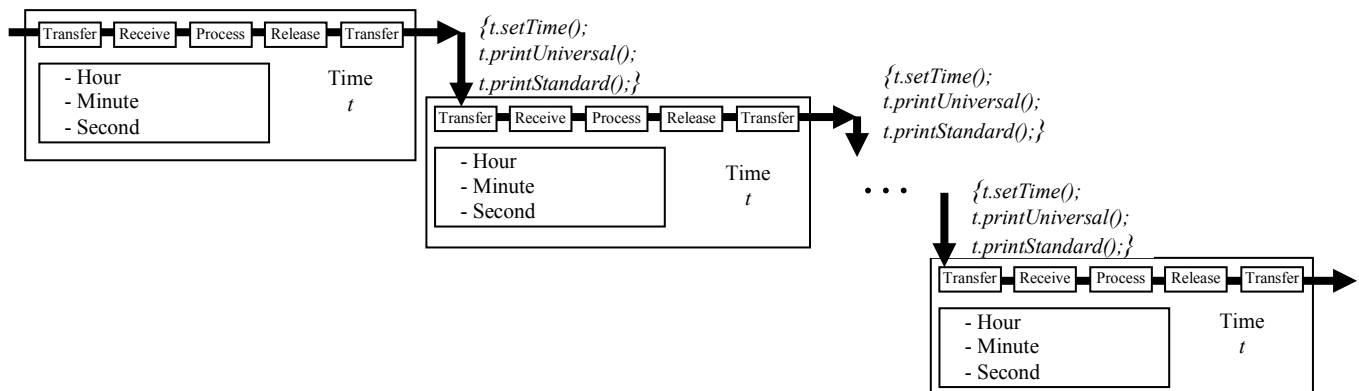 Transfer Receive Process Release Transfer
- Hour
- Minute
- Second
Time
t
{t.setTime();
t.printUniversal();
t.printStandard();}
Transfer Receive Process Release Transfer
- Hour
- Minute
- Second
Time
t
{t.setTime();
t.printUniversal();
t.printStandard();}
...
{t.setTime();
t.printUniversal();
t.printStandard();}
Transfer Receive Process Release Transfer
- Hour
- Minute
- Second
Time
t